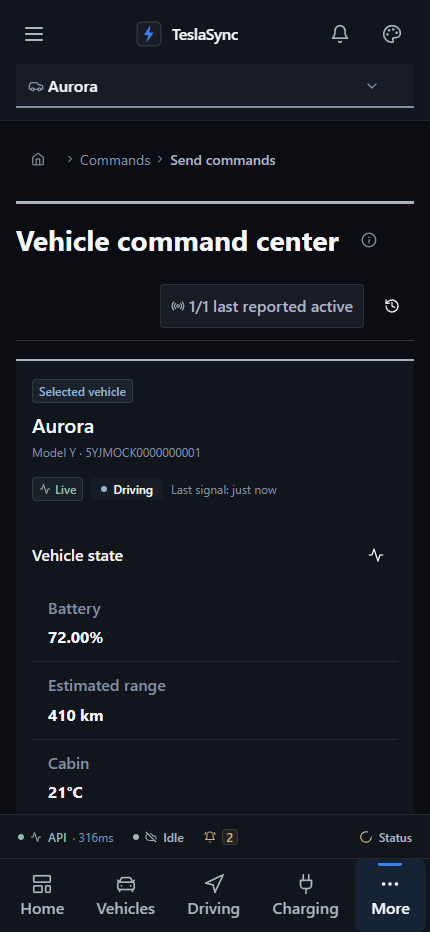 TeslaSync
Aurora
Commands
Send commands
Vehicle command center
1/1 last reported active
Selected vehicle
Aurora
Model Y · 5YJMOCK0000000001
Live
Driving
Last signal: just now
Vehicle state
Battery
72.00%
Estimated range
410 km
Cabin
21°C
API · 316ms
Idle
2
Status
Home
Vehicles
Driving
Charging
More